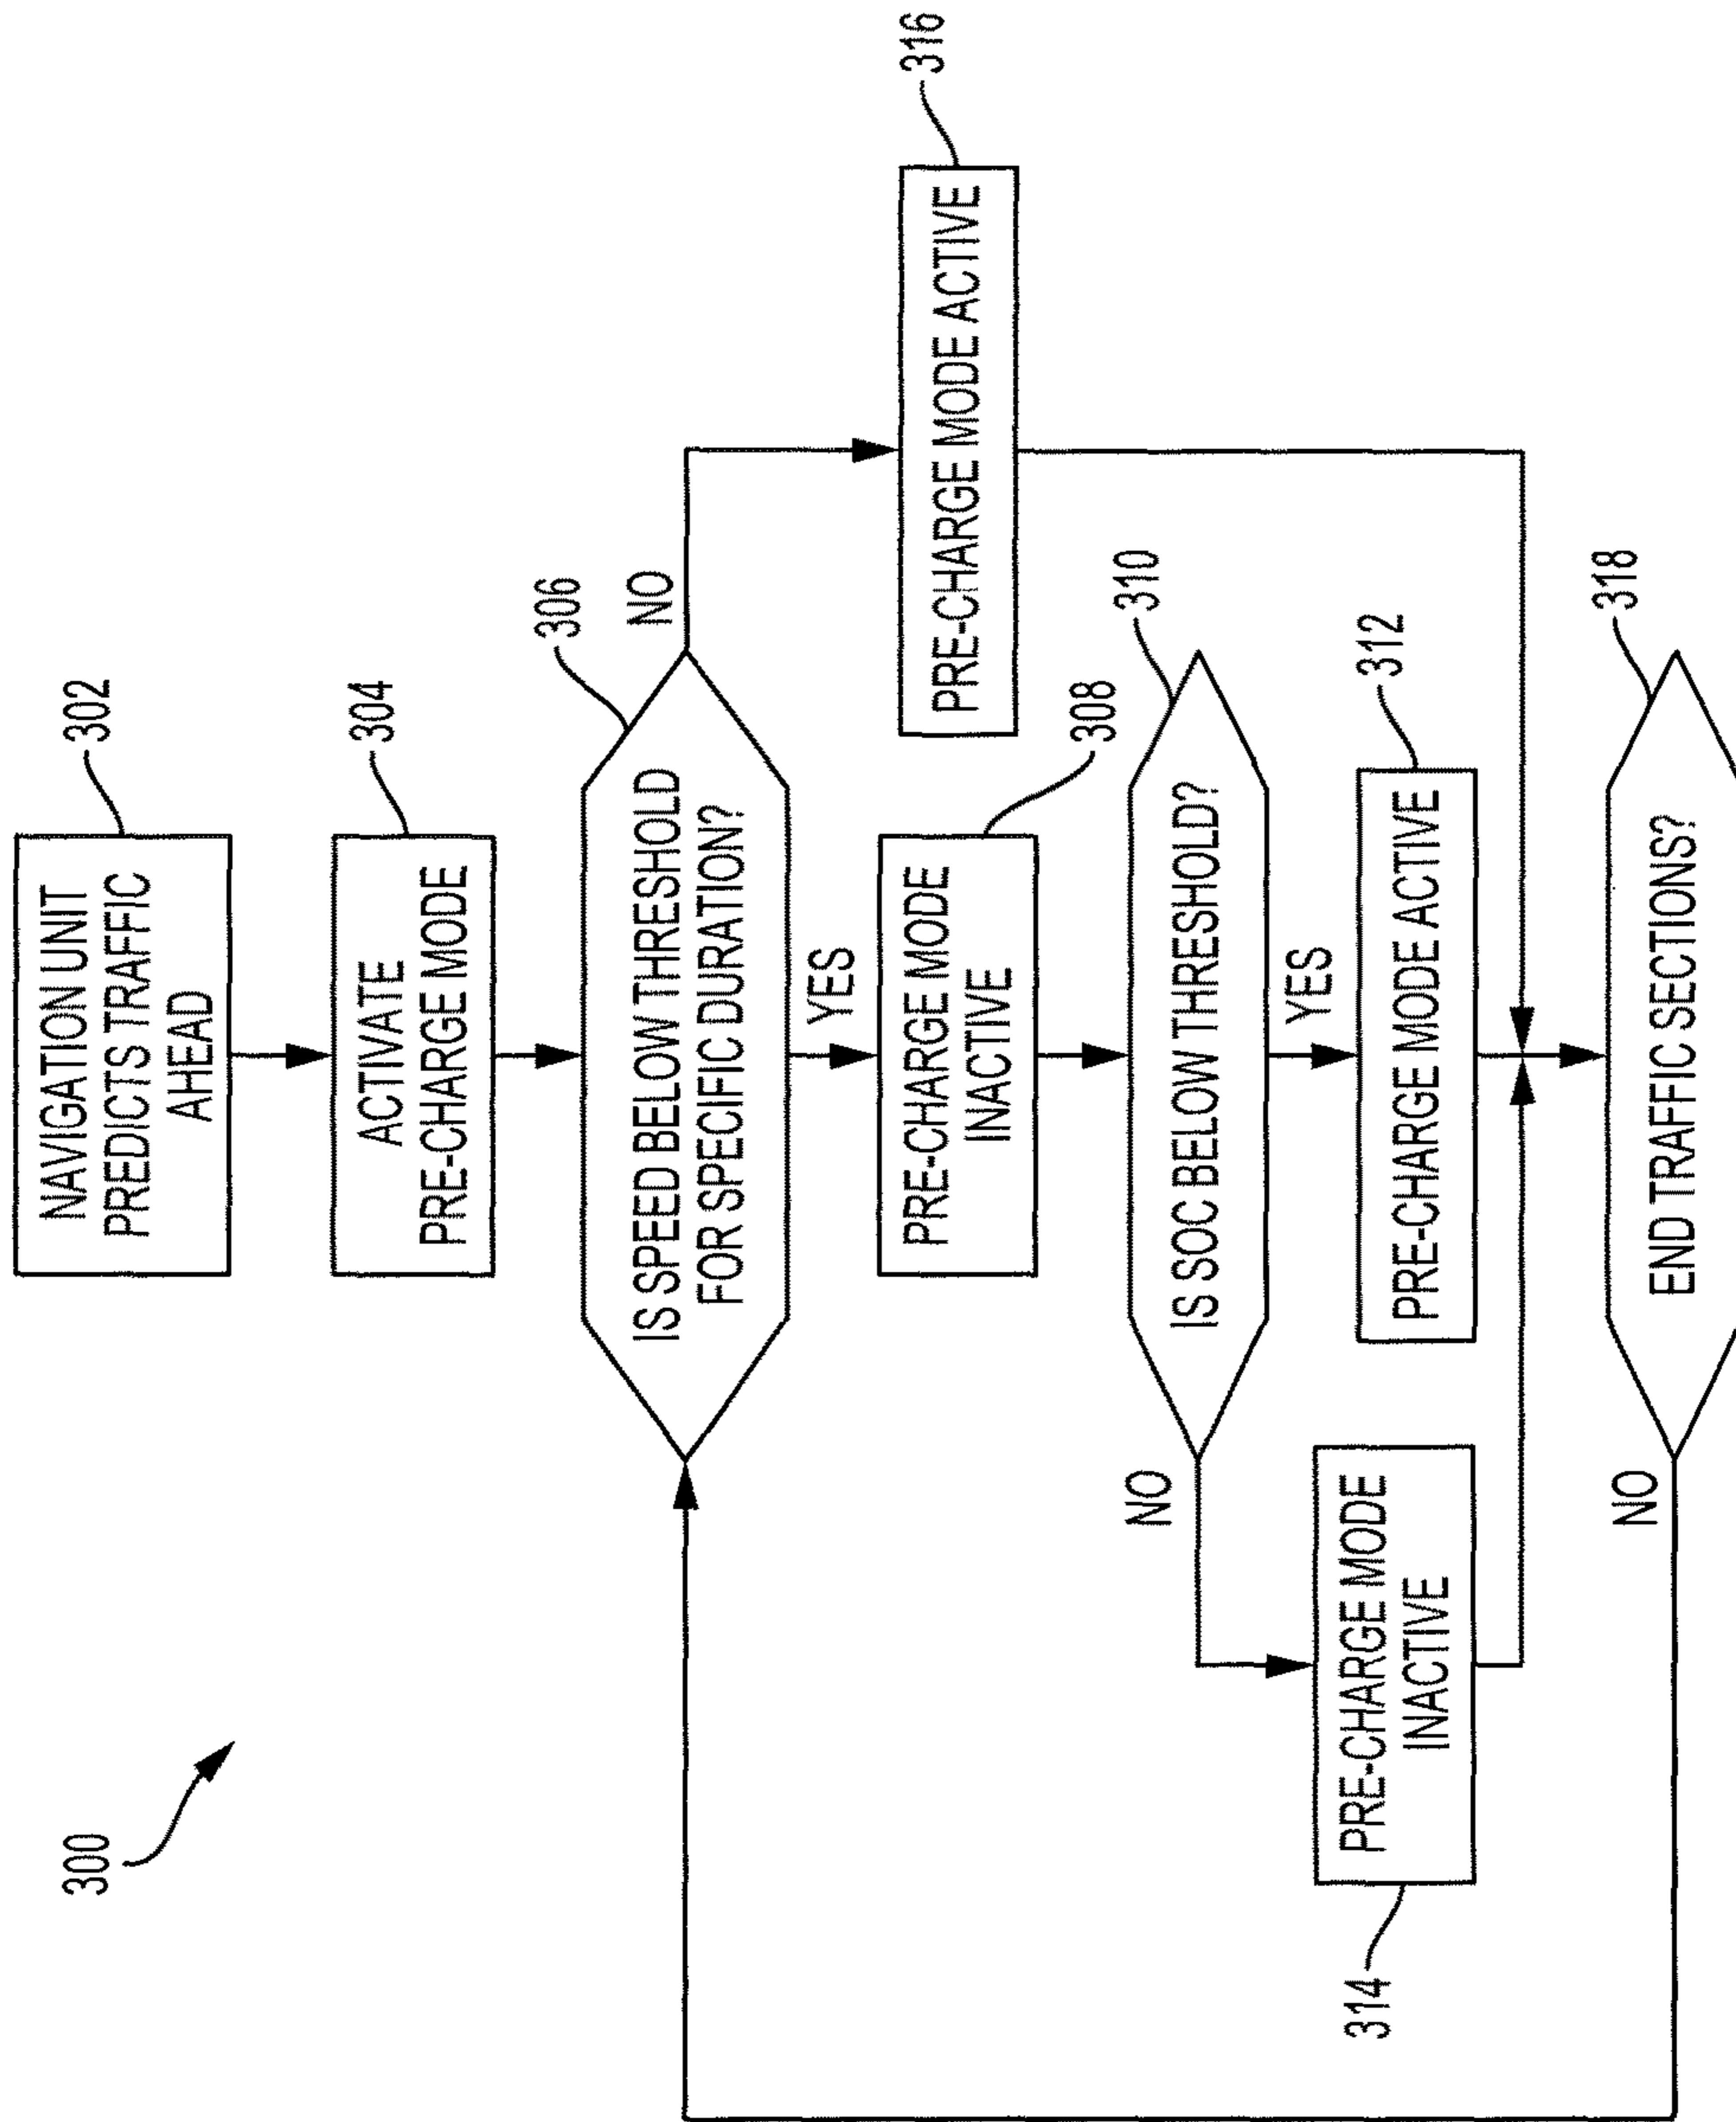 300
NAVIGATION UNIT
PREDICTS TRAFFIC
AHEAD
302
ACTIVATE
PRE-CHARGE MODE
304
IS SPEED BELOW THRESHOLD
FOR SPECIFIC DURATION?
306
NO
YES
PRE-CHARGE MODE
INACTIVE
308
PRE-CHARGE MODE ACTIVE
316
IS SOC BELOW THRESHOLD?
310
NO
YES
PRE-CHARGE MODE
INACTIVE
314
PRE-CHARGE MODE ACTIVE
312
END TRAFFIC SECTIONS?
318
NO